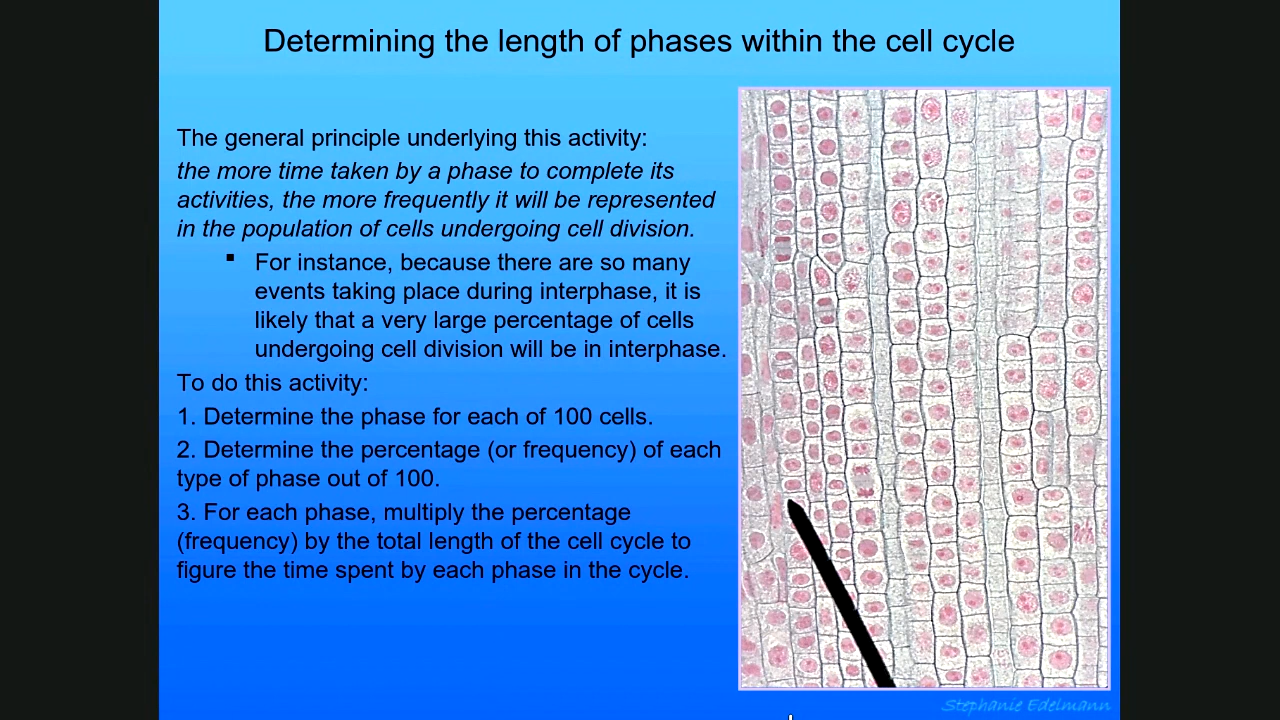 Determining the length of phases within the cell cycle
The general principle underlying this activity:
the more time taken by a phase to complete its
activities, the more frequently it will be represented
in the population of cells undergoing cell division.
▪ For instance, because there are so many
events taking place during interphase, it is
likely that a very large percentage of cells
undergoing cell division will be in interphase.
To do this activity:
1. Determine the phase for each of 100 cells.
2. Determine the percentage (or frequency) of each
type of phase out of 100.
3. For each phase, multiply the percentage
(frequency) by the total length of the cell cycle to
figure the time spent by each phase in the cycle.
Stephanie Edelmann